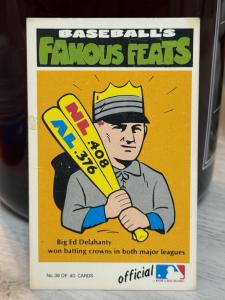 BASEBALL'S
FAMOUS FEATS
NL .408
AL .376
Big Ed Delahanty
won batting crowns in both major leagues
No. 38 OF 40 CARDS
official